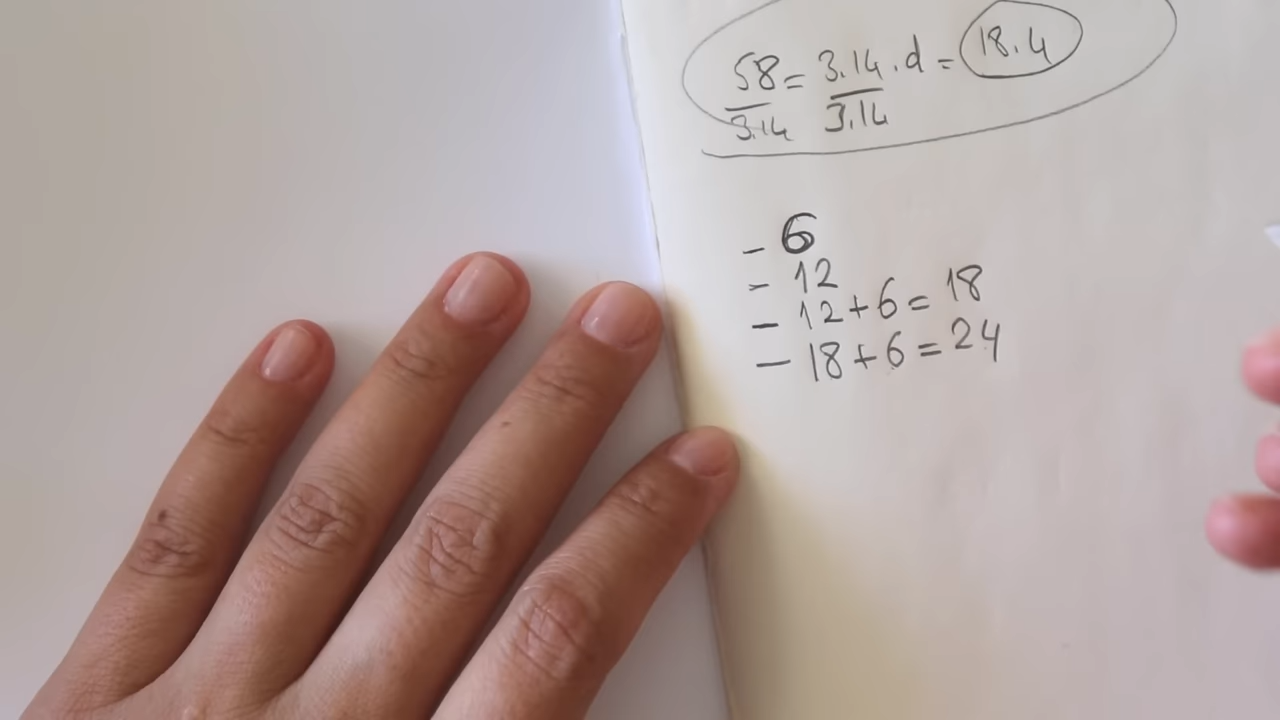 58 = 3.14 . d = 18.4
3.14 3.14
- 6
- 12
- 12 + 6 = 18
- 18 + 6 = 24